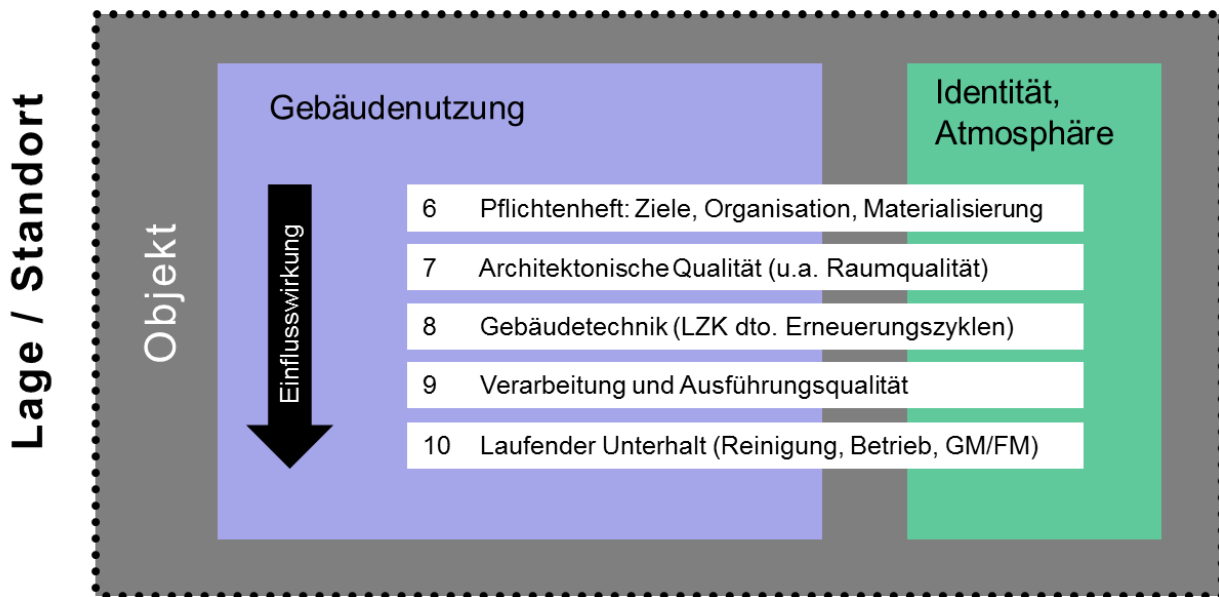 Lage / Standort
Objekt
Gebäudenutzung
Identität,
Atmosphäre
Einflusswirkung
6 Pflichtenheft: Ziele, Organisation, Materialisierung
7 Architektonische Qualität (u.a. Raumqualität)
8 Gebäudetechnik (LZK dto. Erneuerungszyklen)
9 Verarbeitung und Ausführungsqualität
10 Laufender Unterhalt (Reinigung, Betrieb, GM/FM)